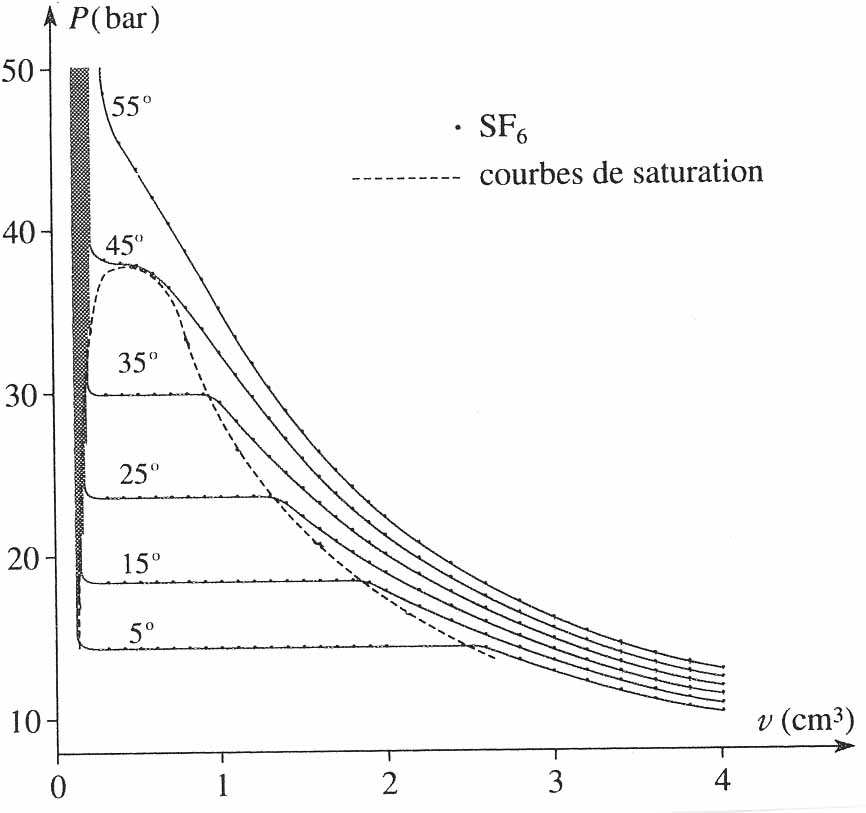 P(bar)
50
55°
· SF₆
-------- courbes de saturation
40
45°
35°
30
25°
20
15°
5°
10
ν (cm³)
0 1 2 3 4